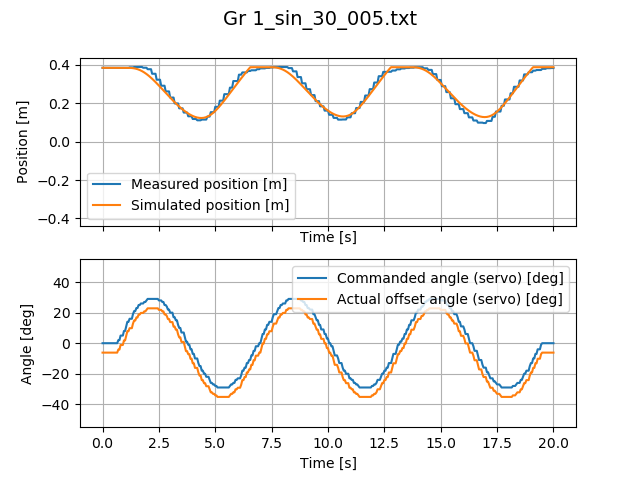 Gr 1_sin_30_005.txt
Position [m]
0.4
0.2
0.0
−0.2
−0.4
Measured position [m]
Simulated position [m]
Time [s]
Angle [deg]
40
20
0
−20
−40
Commanded angle (servo) [deg]
Actual offset angle (servo) [deg]
0.0 2.5 5.0 7.5 10.0 12.5 15.0 17.5 20.0
Time [s]